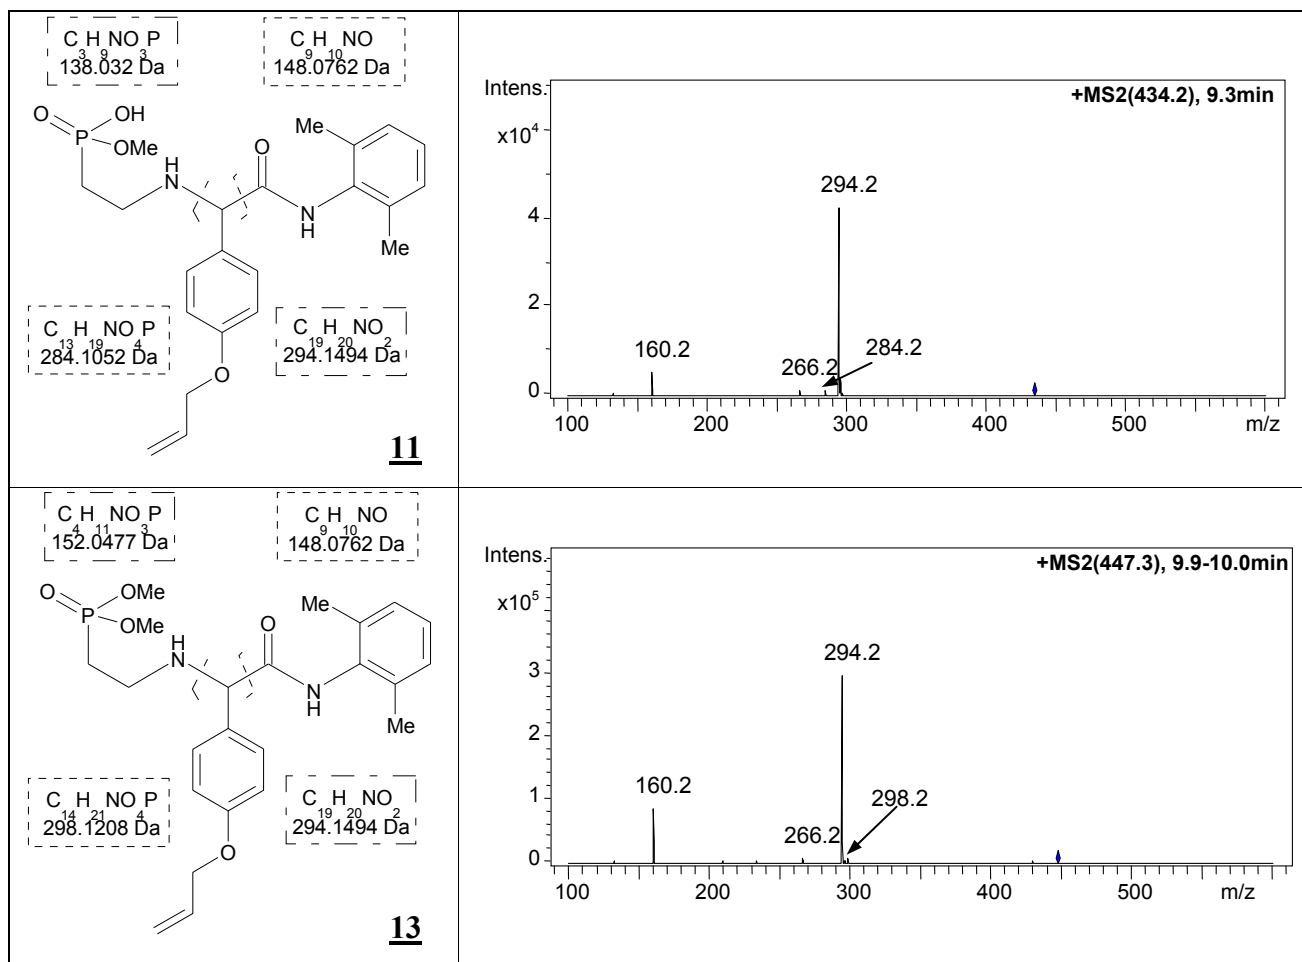 C3H9NO3P
138.032 Da
C9H10NO
148.0762 Da
O
OH
P
OMe
H
N
O
Me
N
H
Me
C13H19NO4P
284.1052 Da
C19H20NO2
294.1494 Da
O
11
Intens.
x10^4
+MS2(434.2), 9.3min
294.2
160.2
266.2
284.2
4
2
0
100 200 300 400 500 m/z
C4H11NO3P
152.0477 Da
C9H10NO
148.0762 Da
O
OMe
P
OMe
H
N
O
Me
N
H
Me
C14H21NO4P
298.1208 Da
C19H20NO2
294.1494 Da
O
13
Intens.
x10^5
+MS2(447.3), 9.9-10.0min
294.2
160.2
266.2
298.2
3
2
1
0
100 200 300 400 500 m/z